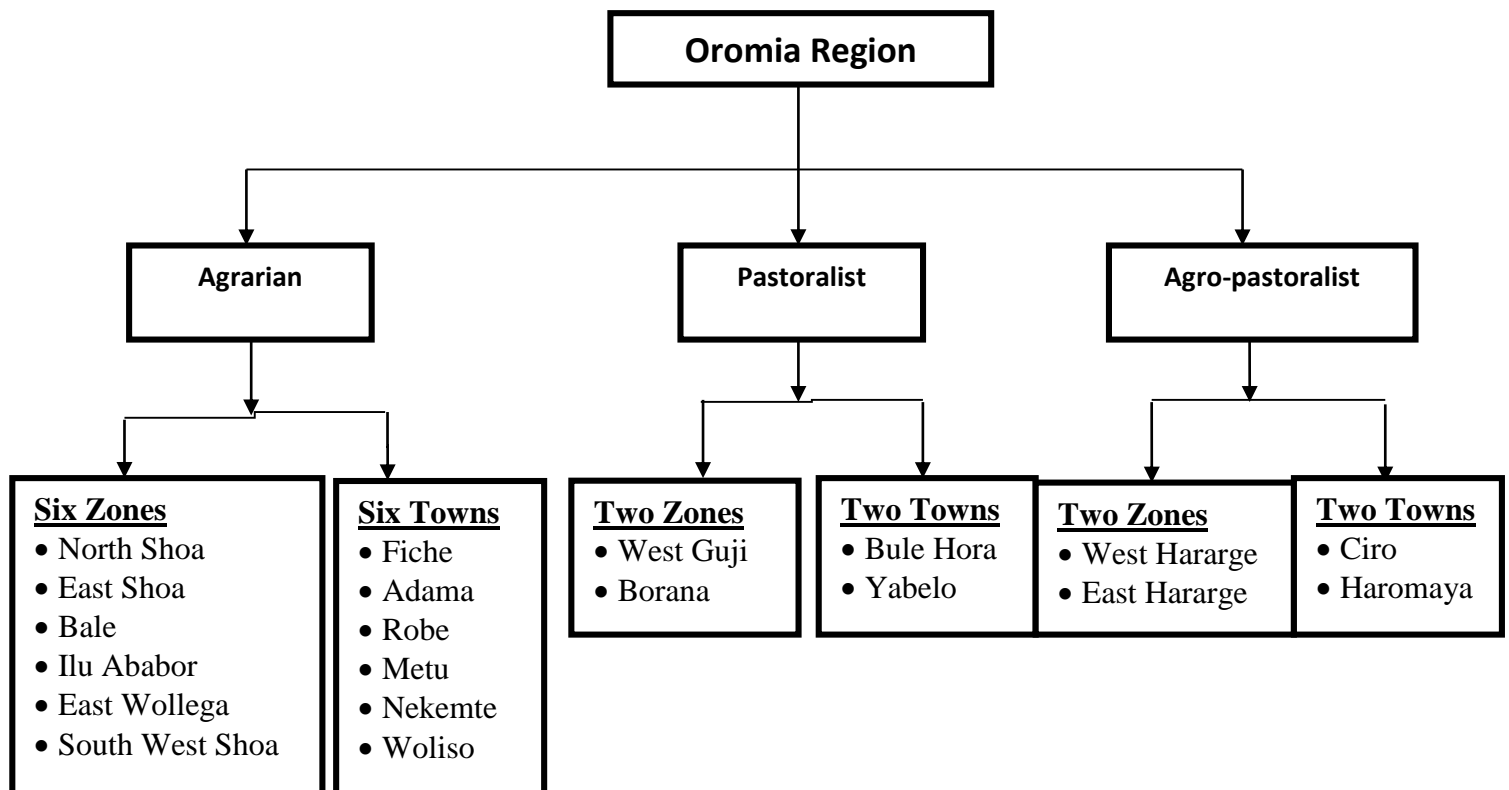 Oromia Region
Agrarian
Pastoralist
Agro-pastoralist
Six Zones
• North Shoa
• East Shoa
• Bale
• Ilu Ababor
• East Wollega
• South West Shoa
Six Towns
• Fiche
• Adama
• Robe
• Metu
• Nekemte
• Woliso
Two Zones
• West Guji
• Borana
Two Towns
• Bule Hora
• Yabelo
Two Zones
• West Hararge
• East Hararge
Two Towns
• Ciro
• Haromaya